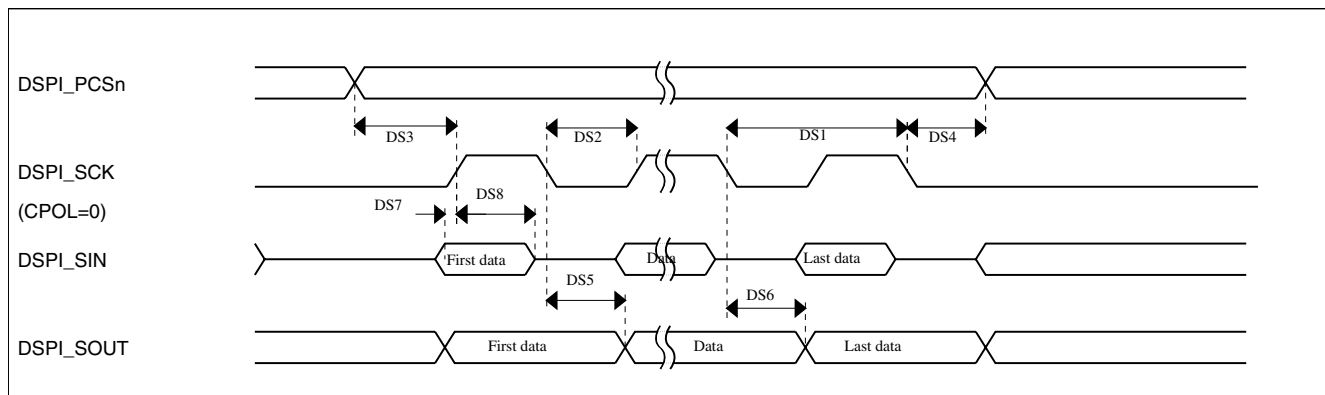 DSPI_PCSn
DS3
DS2
DS1
DS4
DSPI_SCK
(CPOL=0)
DS7
DS8
DSPI_SIN
First data
Data
Last data
DS5
DS6
DSPI_SOUT
First data
Data
Last data